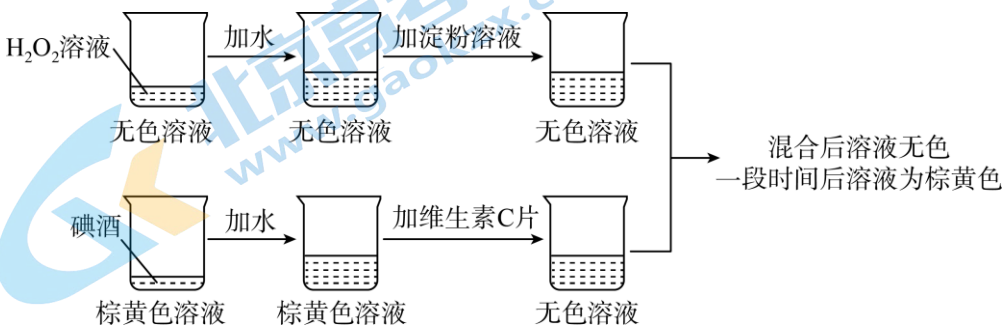 H₂O₂溶液
加水
加淀粉溶液
无色溶液
无色溶液
无色溶液
混合后溶液无色
一段时间后溶液为棕黄色
碘酒
加水
加维生素C片
棕黄色溶液
棕黄色溶液
无色溶液